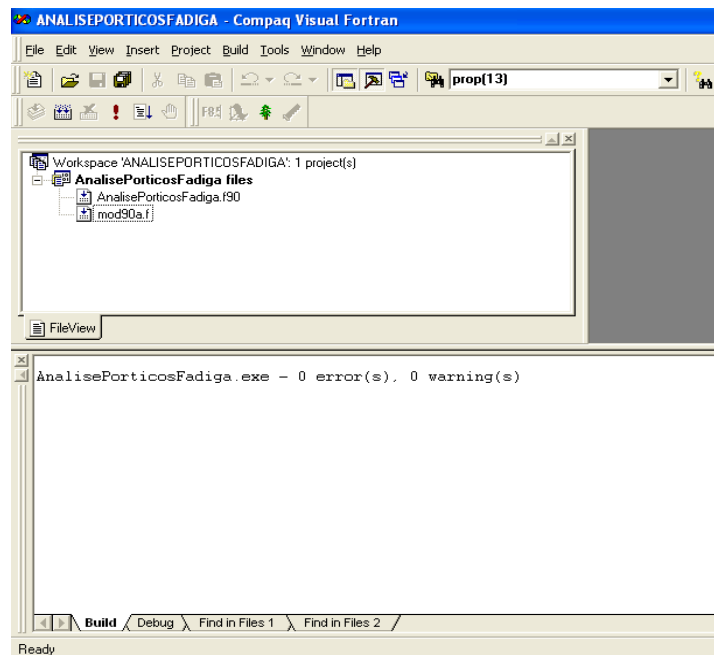 ANALISEPORTICOSFADIGA - Compaq Visual Fortran
File Edit View Insert Project Build Tools Window Help
prop(13)
Workspace 'ANALISEPORTICOSFADIGA': 1 project(s)
AnalisePorticosFadiga files
AnalisePorticosFadiga.f90
mod90a.f
FileView
AnalisePorticosFadiga.exe - 0 error(s), 0 warning(s)
Build Debug Find in Files 1 Find in Files 2
Ready